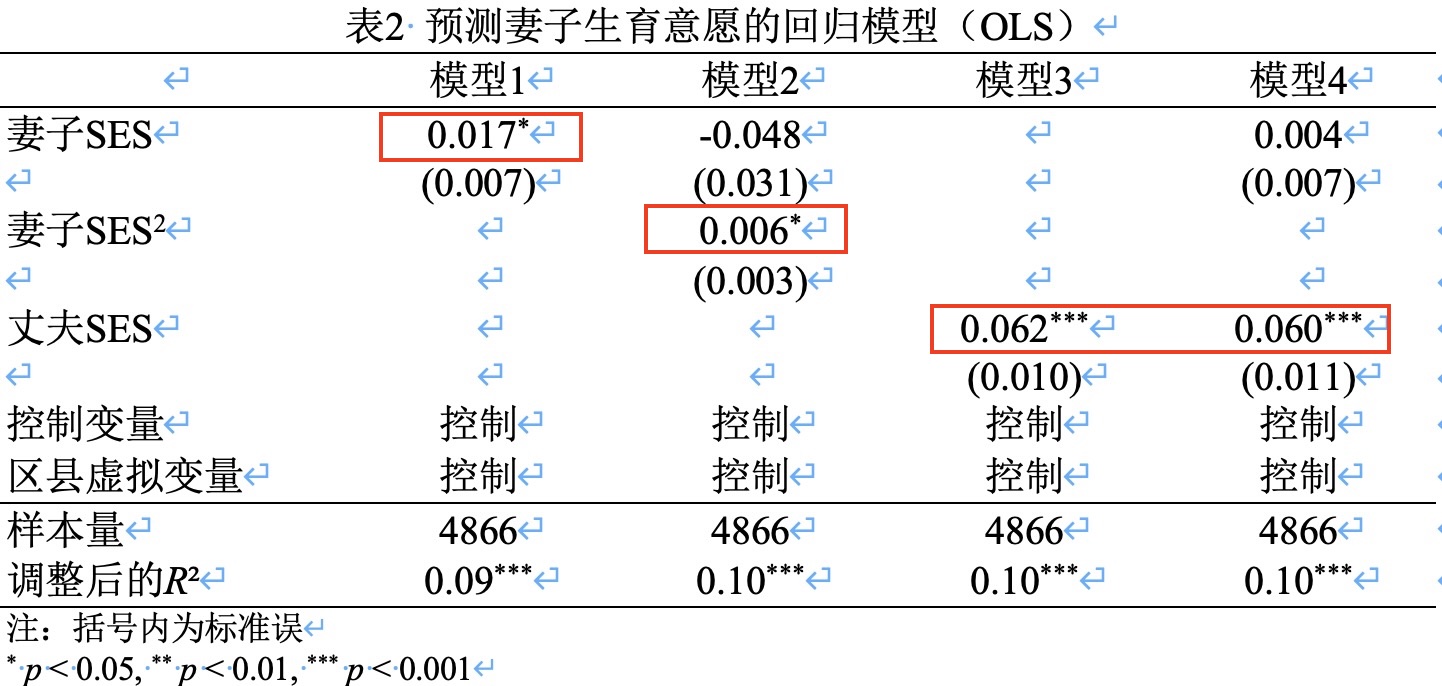 表2 预测妻子生育意愿的回归模型（OLS）
模型1 模型2 模型3 模型4
妻子SES 0.017* -0.048 0.004
(0.007) (0.031) (0.007)
妻子SES² 0.006*
(0.003)
丈夫SES 0.062*** 0.060***
(0.010) (0.011)
控制变量 控制 控制 控制 控制
区县虚拟变量 控制 控制 控制 控制
样本量 4866 4866 4866 4866
调整后的R² 0.09*** 0.10*** 0.10*** 0.10***
注：括号内为标准误
* p < 0.05, ** p < 0.01, *** p < 0.001